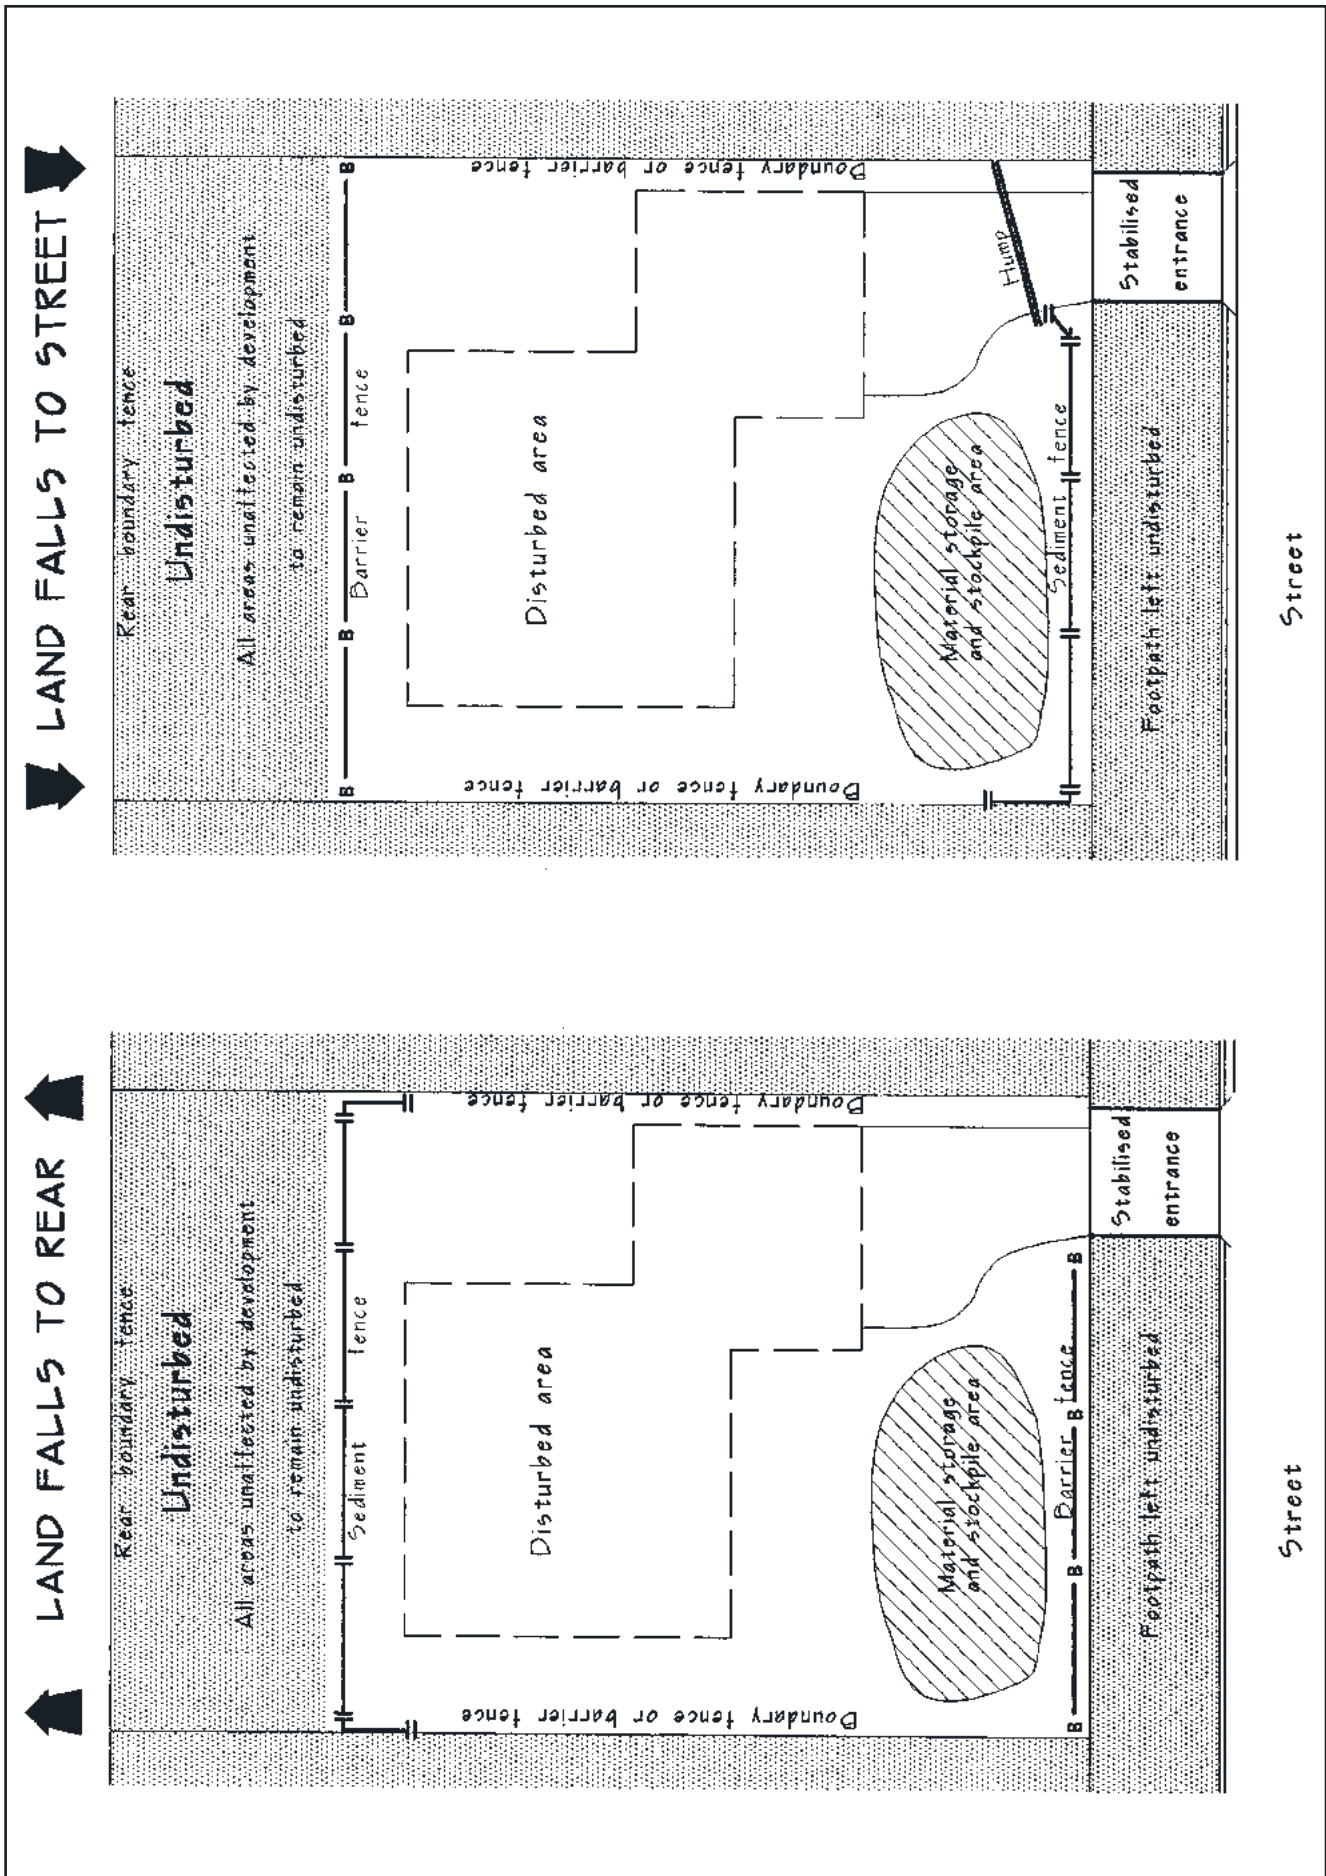 LAND FALLS TO REAR
Rear boundary fence
Undisturbed
All areas unaffected by development
to remain undisturbed
Sediment fence
Boundary fence or barrier fence
Disturbed area
Boundary fence or barrier fence
Material storage
and stockpile area
Barrier fence
B B B B
Stabilised
entrance
Footpath left undisturbed
Street
LAND FALLS TO STREET
Rear boundary fence
Undisturbed
All areas unaffected by development
to remain undisturbed
B B B B B
Barrier fence
Boundary fence or barrier fence
Disturbed area
Boundary fence or barrier fence
Material storage
and stockpile area
Hump
Sediment fence
Stabilised
entrance
Footpath left undisturbed
Street